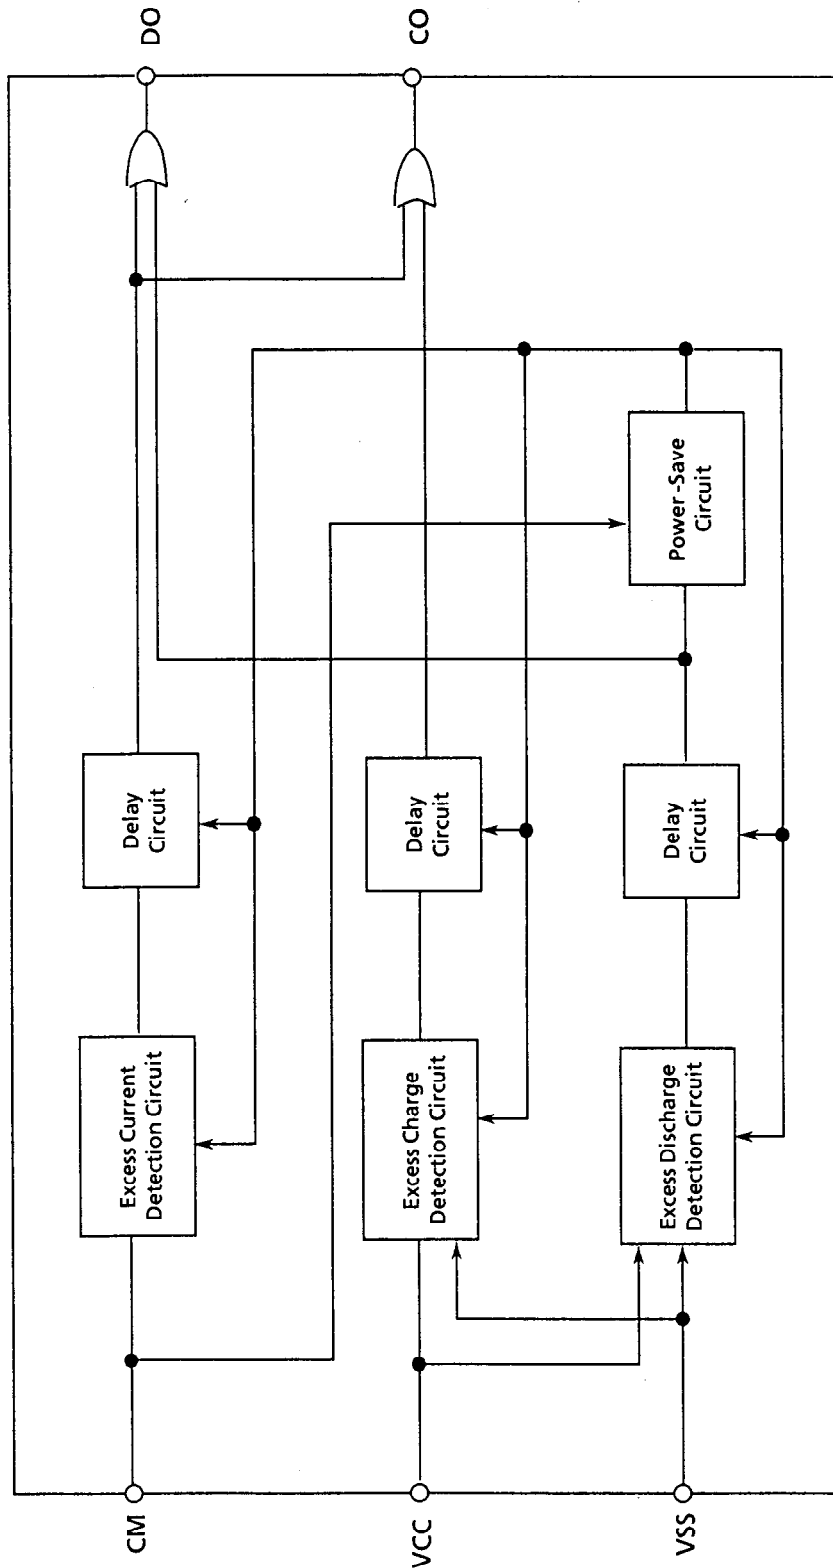 CM
VCC
VSS
Excess Current
Detection Circuit
Excess Charge
Detection Circuit
Excess Discharge
Detection Circuit
Delay
Circuit
Delay
Circuit
Delay
Circuit
Power-Save
Circuit
DO
CO